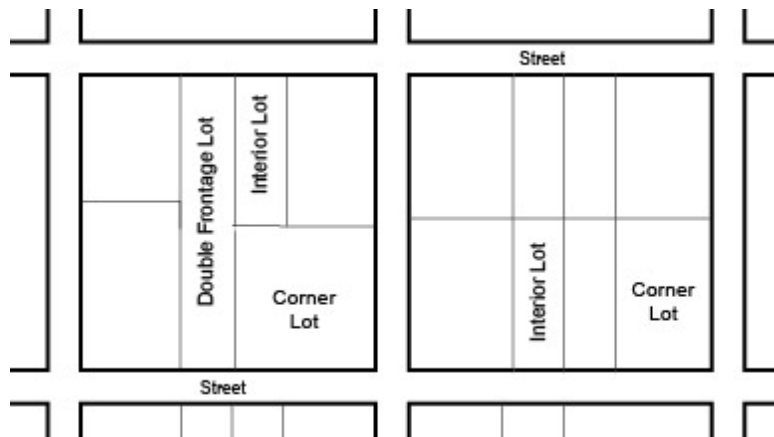 Street
Double Frontage Lot
Interior Lot
Corner
Lot
Interior Lot
Corner
Lot
Street